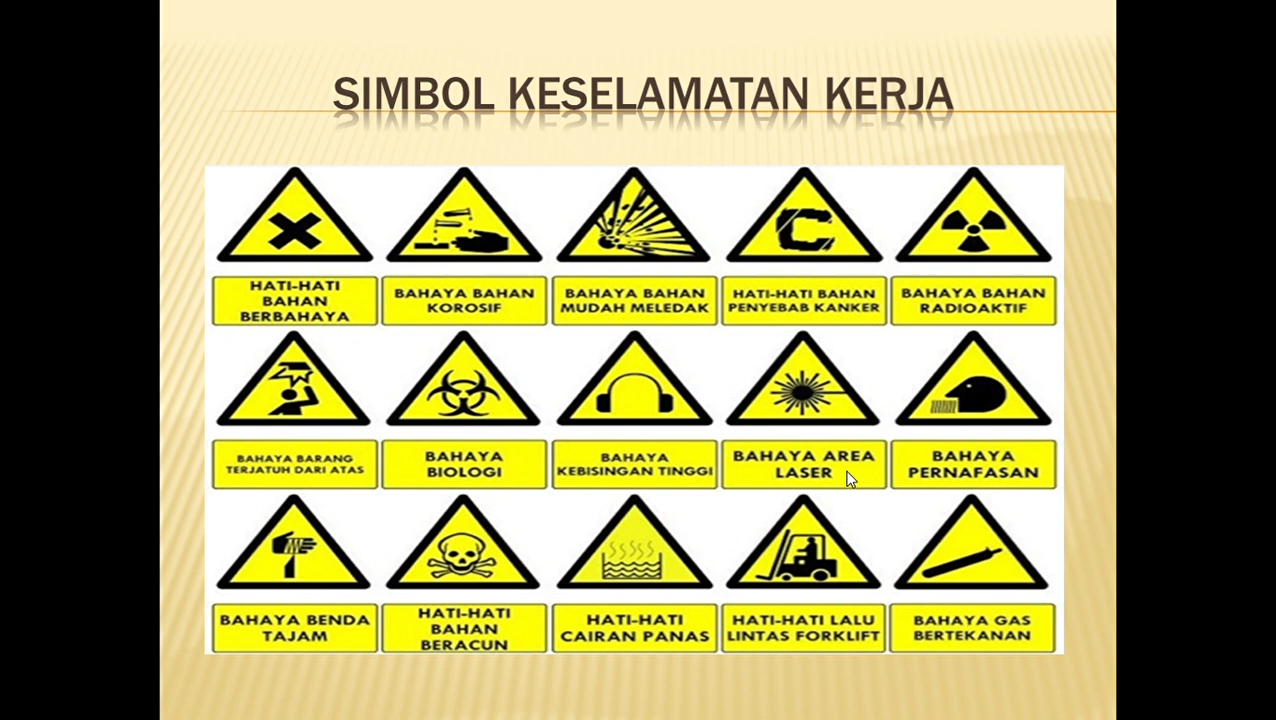 SIMBOL KESELAMATAN KERJA
HATI-HATI
BAHAN
BERBAHAYA
BAHAYA BAHAN
KOROSIF
BAHAYA BAHAN
MUDAH MELEDAK
HATI-HATI BAHAN
PENYEBAB KANKER
BAHAYA BAHAN
RADIOAKTIF
BAHAYA BARANG
TERJATUH DARI ATAS
BAHAYA
BIOLOGI
BAHAYA
KEBISINGAN TINGGI
BAHAYA AREA
LASER
BAHAYA
PERNAFASAN
BAHAYA BENDA
TAJAM
HATI-HATI
BAHAN
BERACUN
HATI-HATI
CAIRAN PANAS
HATI-HATI LALU
LINTAS FORKLIFT
BAHAYA GAS
BERTEKANAN